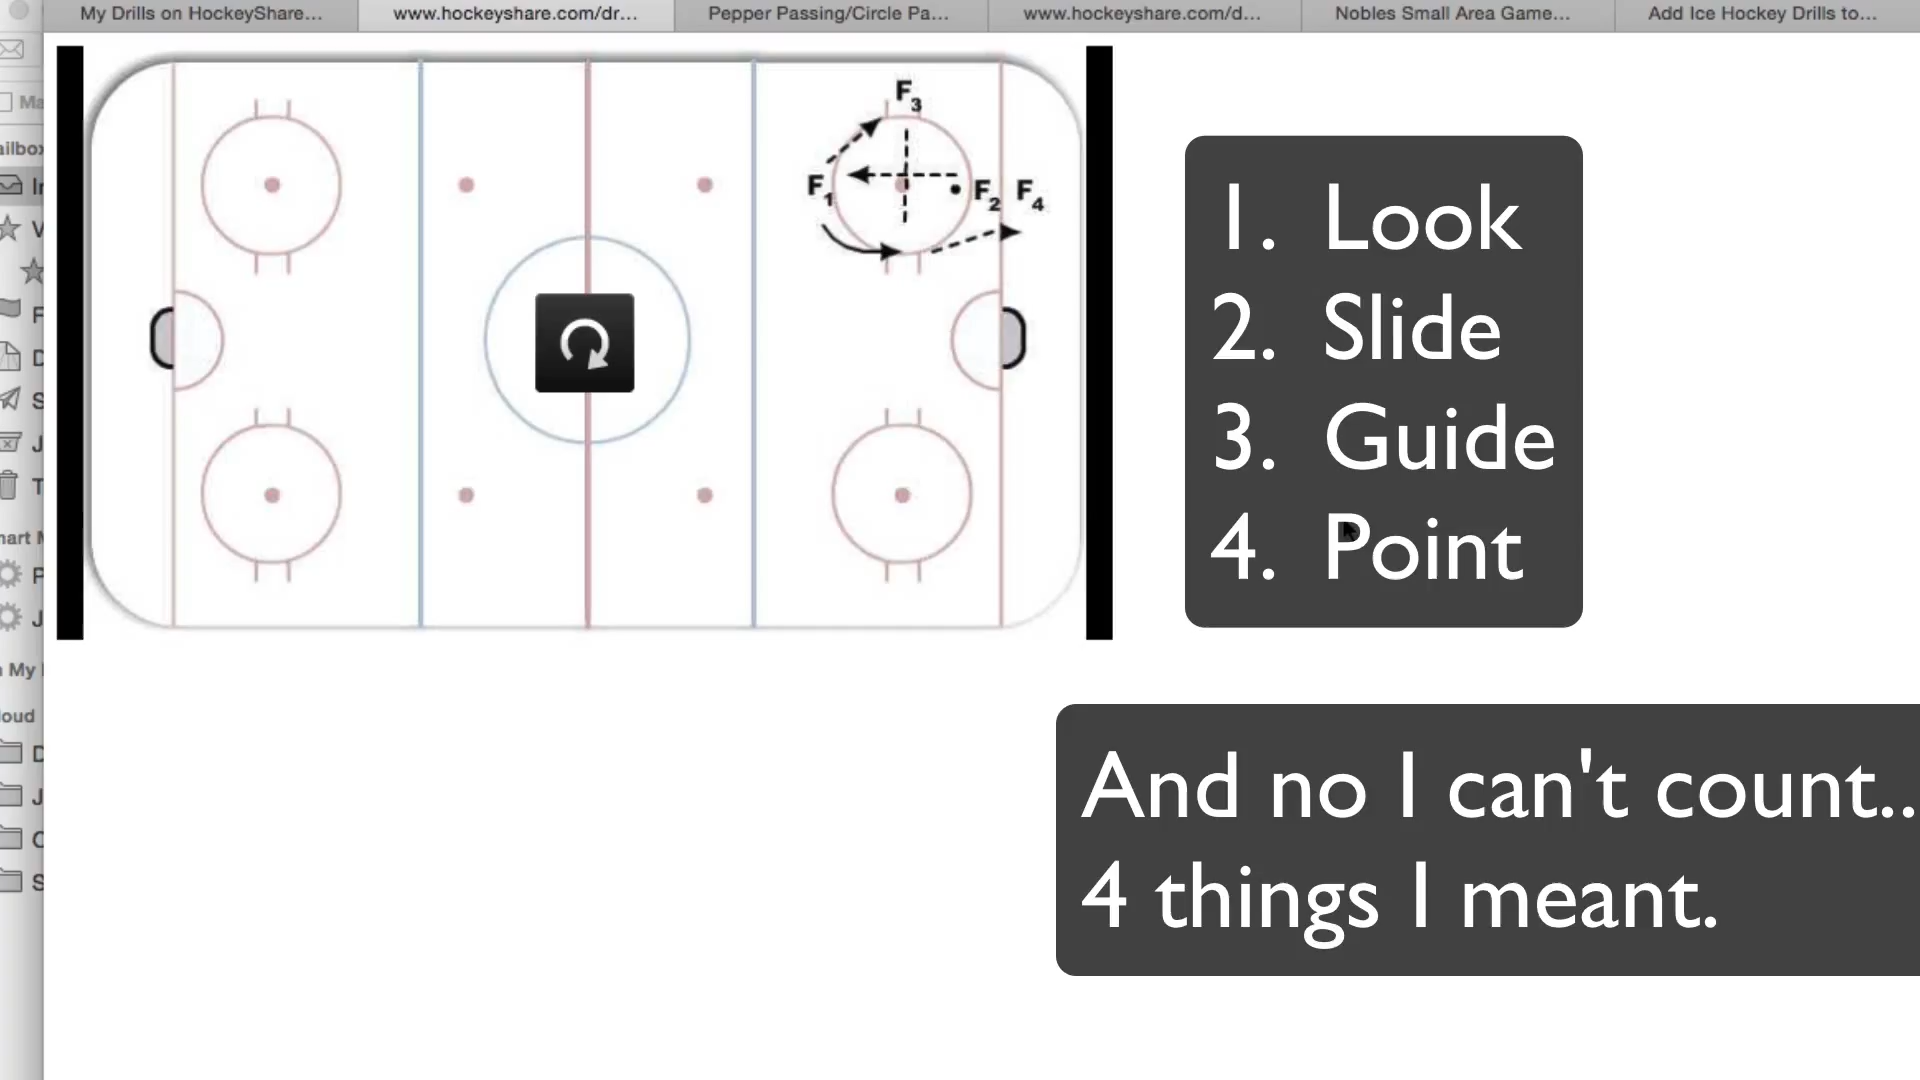 My Drills on HockeyShare...
www.hockeyshare.com/dr...
Pepper Passing/Circle Pa...
www.hockeyshare.com/d...
Nobles Small Area Game...
Add Ice Hockey Drills to...
F3
F1
F2 F4
1. Look
2. Slide
3. Guide
4. Point
And no I can't count..
4 things I meant.
My